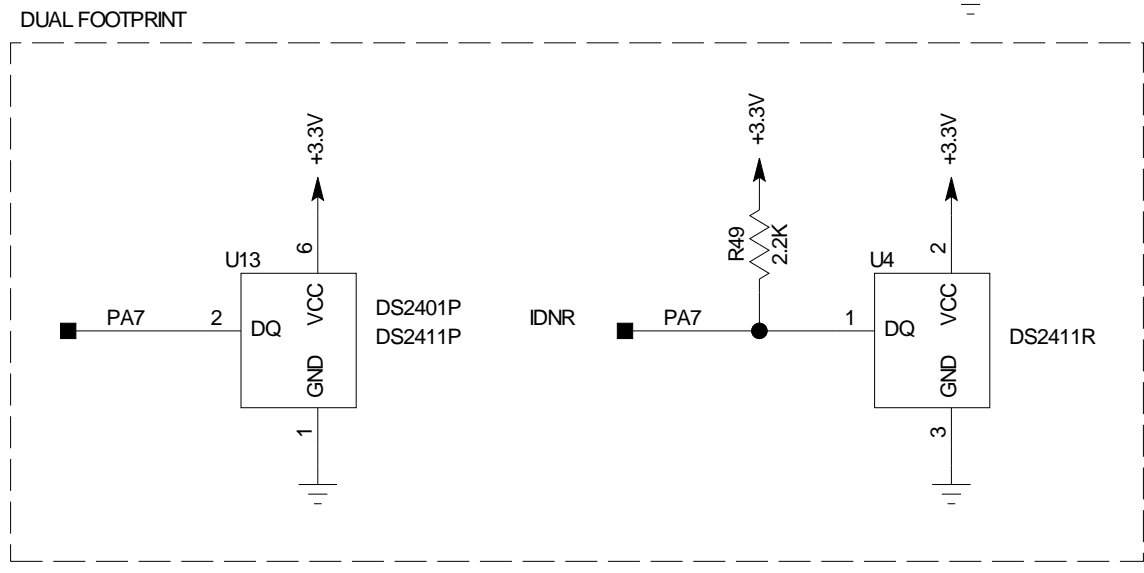 DUAL FOOTPRINT
+3.3V
6
U13
VCC
DS2401P
PA7
2
DQ
DS2411P
GND
1
+3.3V
R49
2.2K
IDNR
PA7
+3.3V
2
U4
VCC
1
DQ
DS2411R
GND
3